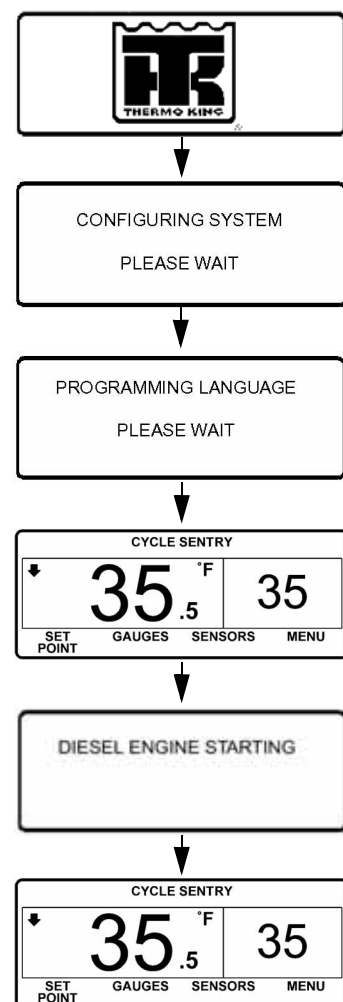 TK
THERMO KING
CONFIGURING SYSTEM
PLEASE WAIT
PROGRAMMING LANGUAGE
PLEASE WAIT
CYCLE SENTRY
35.5 °F 35
SET POINT GAUGES SENSORS MENU
DIESEL ENGINE STARTING
CYCLE SENTRY
35.5 °F 35
SET POINT GAUGES SENSORS MENU